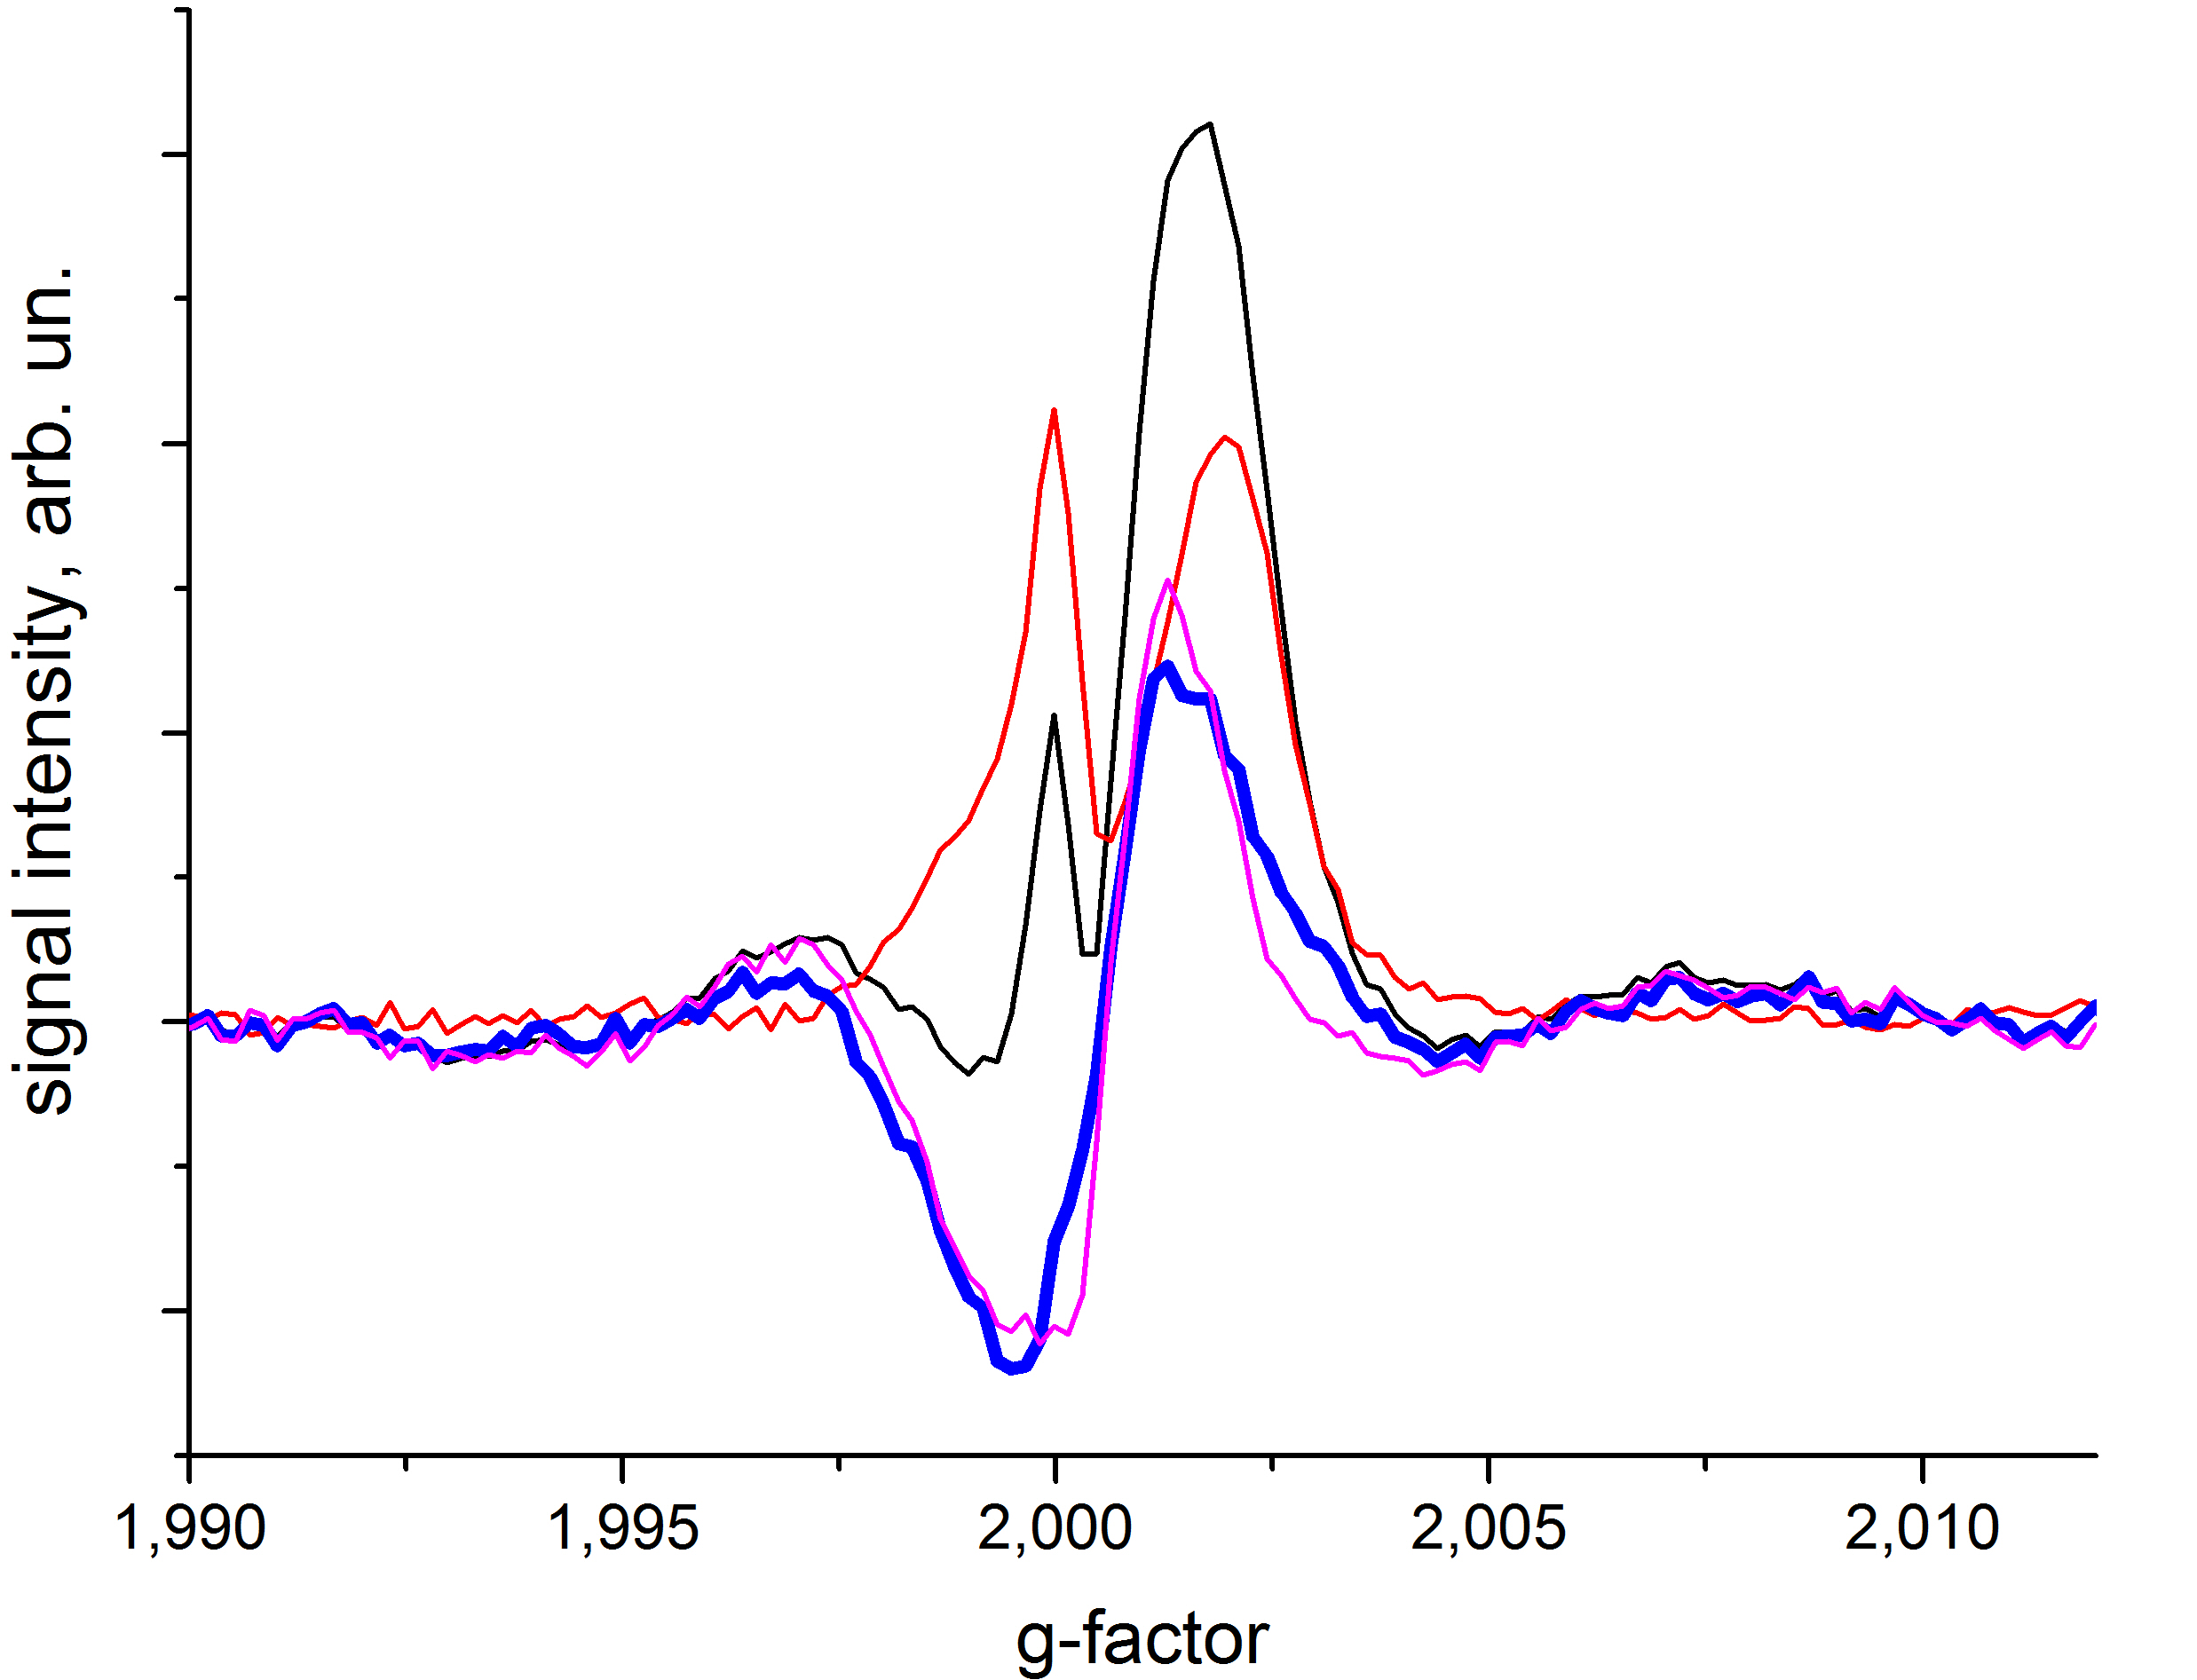 signal intensity, arb. un.
1,990 1,995 2,000 2,005 2,010
g-factor